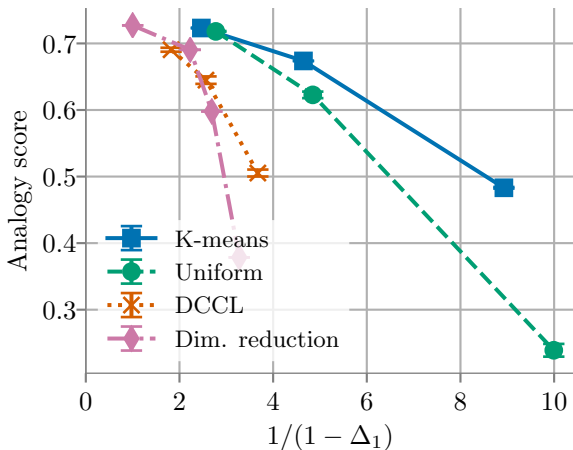 0.7
0.6
0.5
0.4
0.3
Analogy score
K-means
Uniform
DCCL
Dim. reduction
0 2 4 6 8 10
1/(1 − Δ₁)